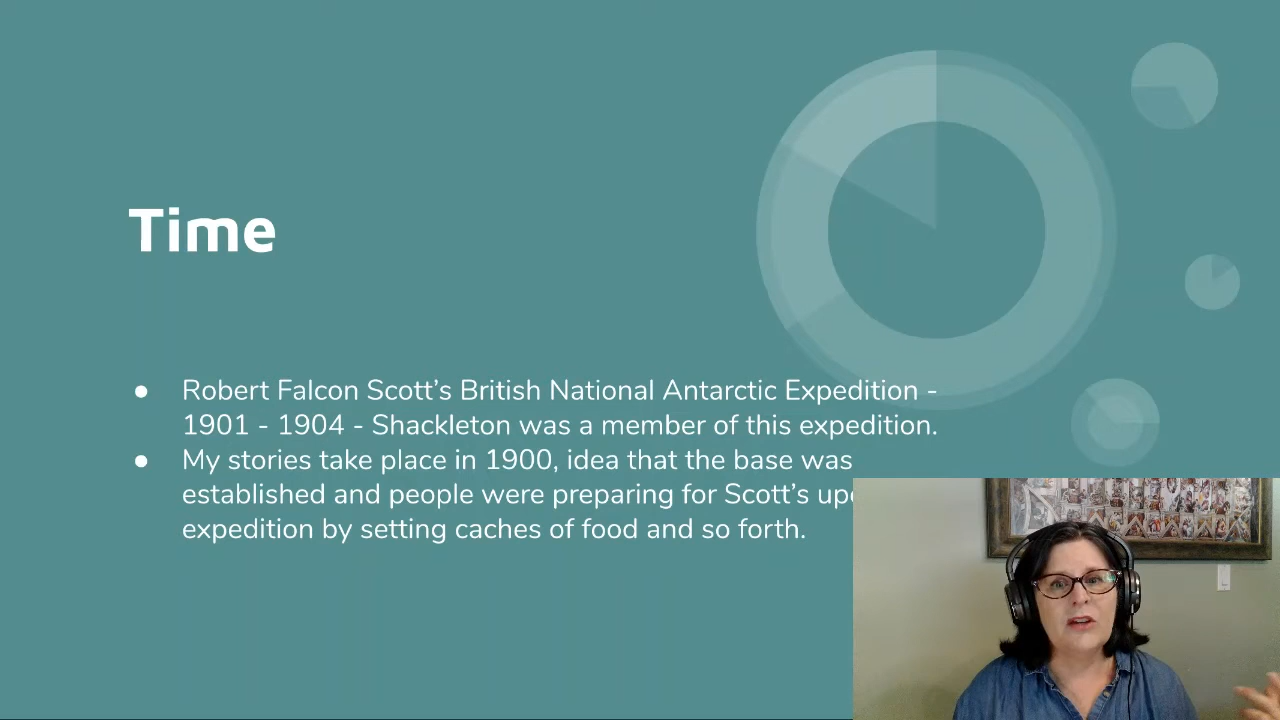 Time
● Robert Falcon Scott’s British National Antarctic Expedition -
1901 - 1904 - Shackleton was a member of this expedition.
● My stories take place in 1900, idea that the base was
established and people were preparing for Scott’s
expedition by setting caches of food and so forth.